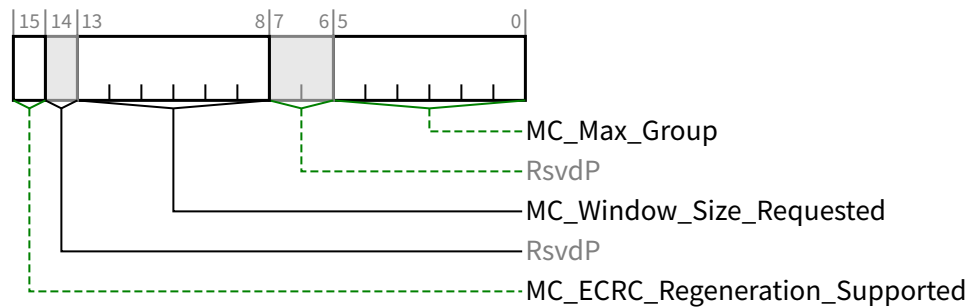 15 14 13 8 7 6 5 0
MC_Max_Group
RsvdP
MC_Window_Size_Requested
RsvdP
MC_ECRC_Regeneration_Supported